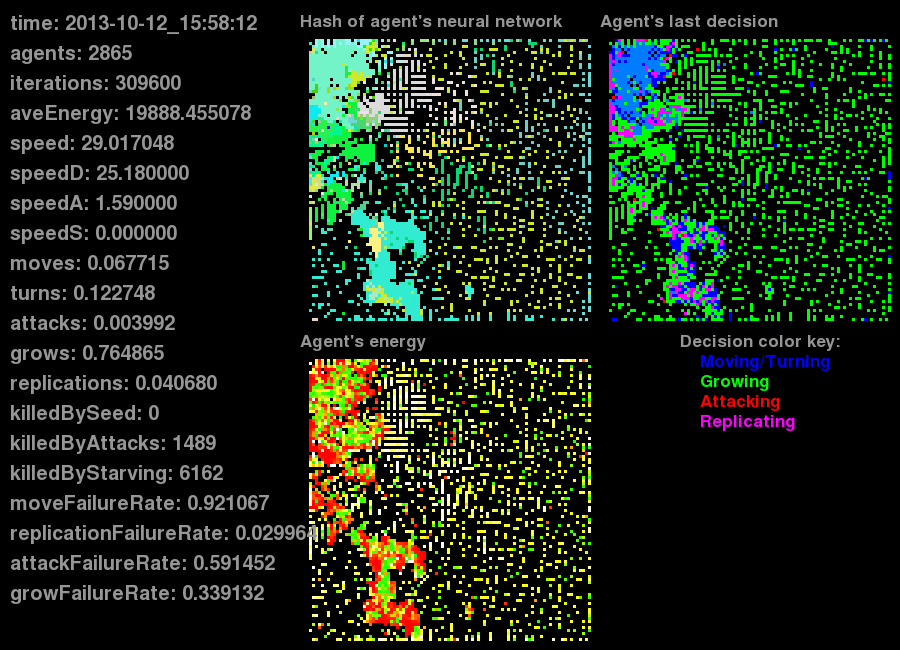 time: 2013-10-12_15:58:12
agents: 2865
iterations: 309600
aveEnergy: 19888.455078
speed: 29.017048
speedD: 25.180000
speedA: 1.590000
speedS: 0.000000
moves: 0.067715
turns: 0.122748
attacks: 0.003992
grows: 0.764865
replications: 0.040680
killedBySeed: 0
killedByAttacks: 1489
killedByStarving: 6162
moveFailureRate: 0.921067
replicationFailureRate: 0.029964
attackFailureRate: 0.591452
growFailureRate: 0.339132
Hash of agent's neural network
Agent's last decision
Agent's energy
Decision color key:
Moving/Turning
Growing
Attacking
Replicating